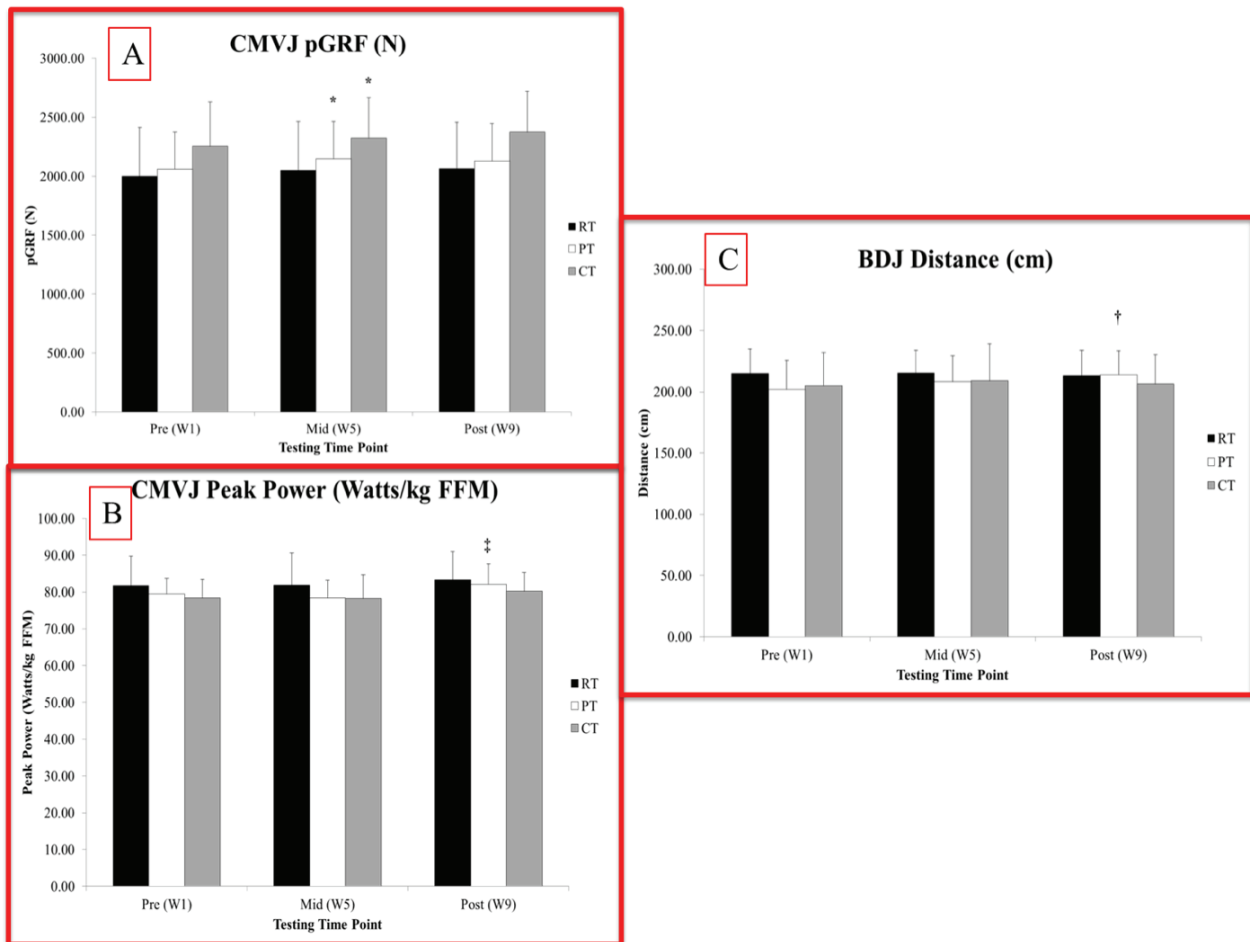 A
CMVJ pGRF (N)
3000.00
2500.00
2000.00
1500.00
1000.00
500.00
0.00
pGRF (N)
* *
Pre (W1) Mid (W5) Post (W9)
Testing Time Point
RT
PT
CT
B
CMVJ Peak Power (Watts/kg FFM)
100.00
90.00
80.00
70.00
60.00
50.00
40.00
30.00
20.00
10.00
0.00
Peak Power (Watts/kg FFM)
‡
Pre (W1) Mid (W5) Post (W9)
Testing Time Point
RT
PT
CT
C
BDJ Distance (cm)
300.00
250.00
200.00
150.00
100.00
50.00
0.00
Distance (cm)
†
Pre (W1) Mid (W5) Post (W9)
Testing Time Point
RT
PT
CT